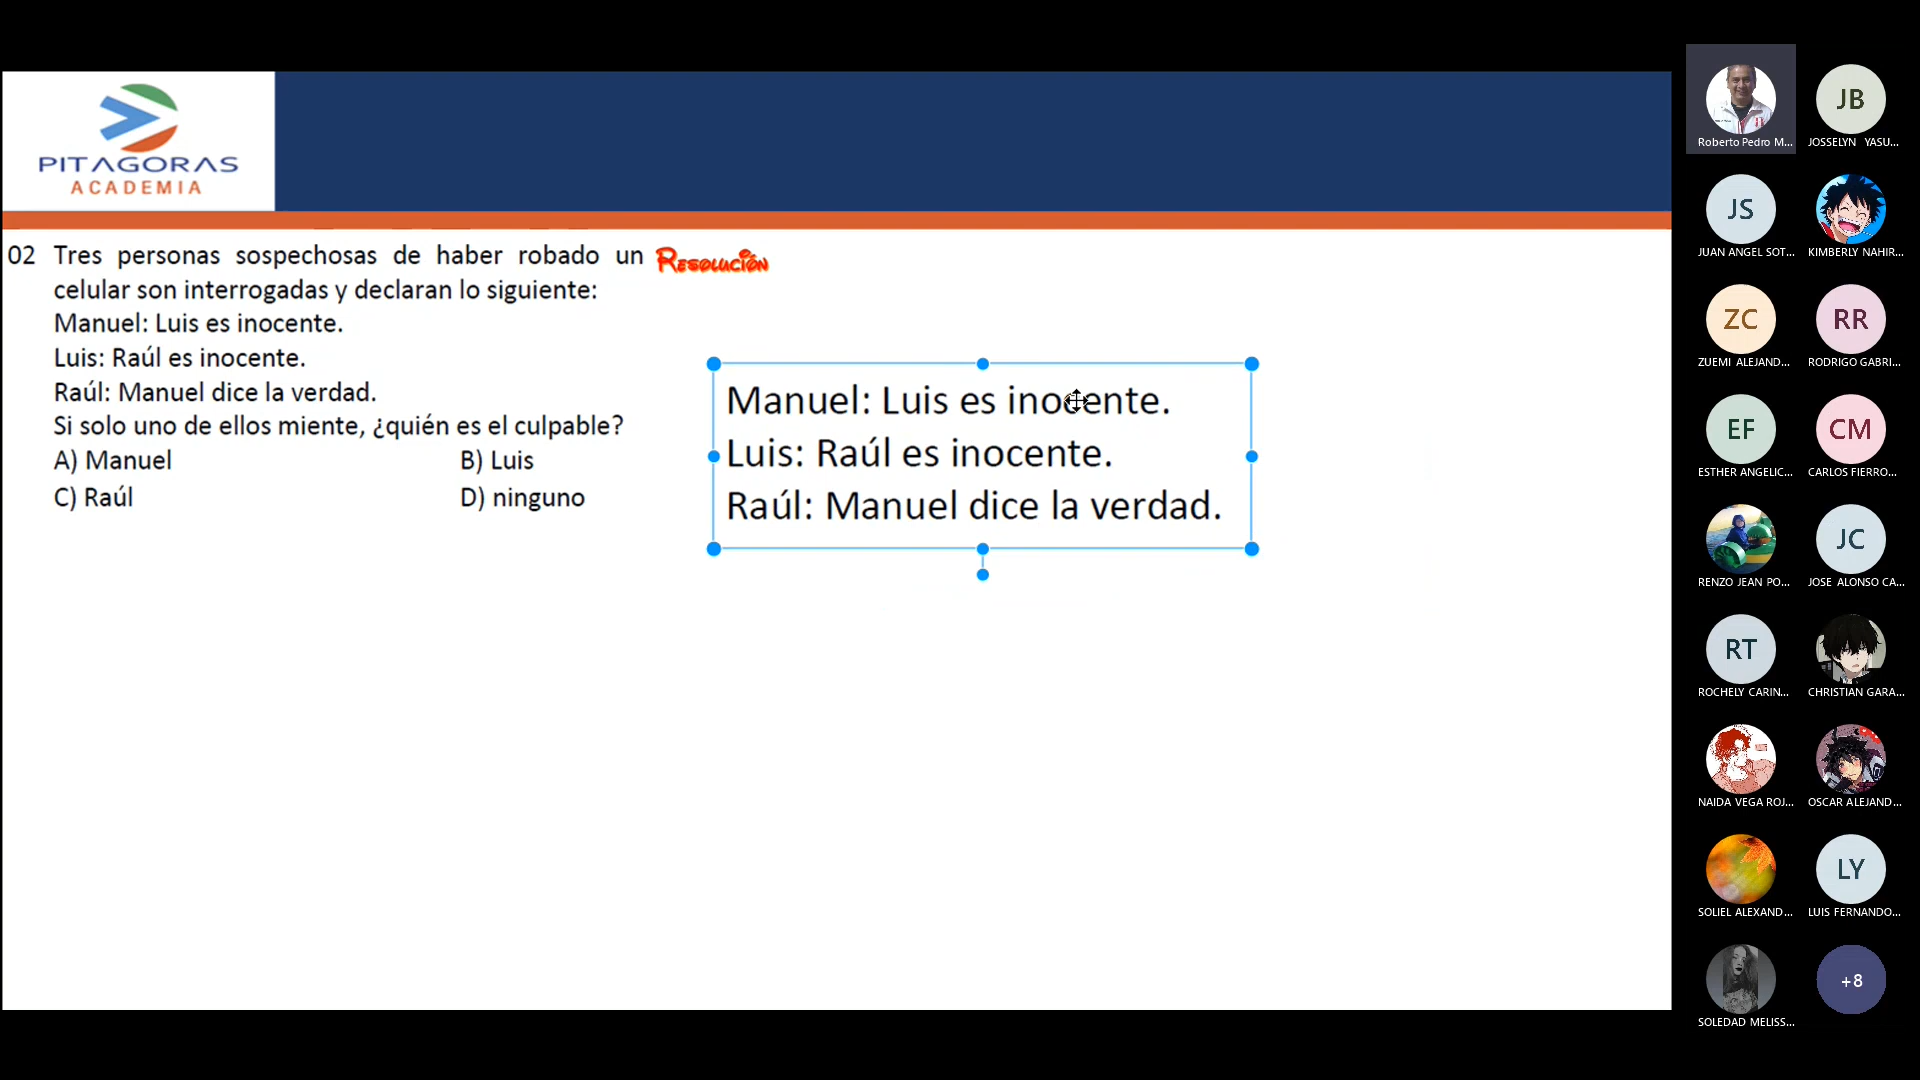 PITAGORAS
ACADEMIA
02 Tres personas sospechosas de haber robado un
celular son interrogadas y declaran lo siguiente:
Manuel: Luis es inocente.
Luis: Raúl es inocente.
Raúl: Manuel dice la verdad.
Si solo uno de ellos miente, ¿quién es el culpable?
A) Manuel B) Luis
C) Raúl D) ninguno
Resolución
Manuel: Luis es inocente.
Luis: Raúl es inocente.
Raúl: Manuel dice la verdad.
Roberto Pedro M...
JB
JOSSELYN YASU...
JS
JUAN ANGEL SOT...
KIMBERLY NAHIR...
ZC
ZUEMI ALEJAND...
RR
RODRIGO GABRI...
EF
ESTHER ANGELIC...
CM
CARLOS FIERRO...
RENZO JEAN PO...
JC
JOSE ALONSO CA...
RT
ROCHELY CARIN...
CHRISTIAN GARA...
NAIDA VEGA ROJ...
OSCAR ALEJAND...
SOLIEL ALEXAND...
LY
LUIS FERNANDO...
SOLEDAD MELISS...
+8